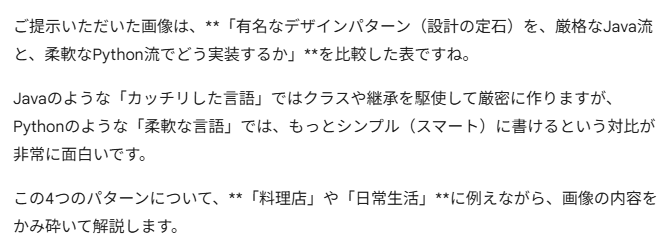 ご提示いただいた画像は、**「有名なデザインパターン（設計の定石）を、厳格なJava流
と、柔軟なPython流でどう実装するか」**を比較した表ですね。
Javaのような「カッチリした言語」ではクラスや継承を駆使して厳密に作りますが、
Pythonのような「柔軟な言語」では、もっとシンプル（スマート）に書けるという対比が
非常に面白いです。
この4つのパターンについて、**「料理店」や「日常生活」**に例えながら、画像の内容を
かみ砕いて解説します。